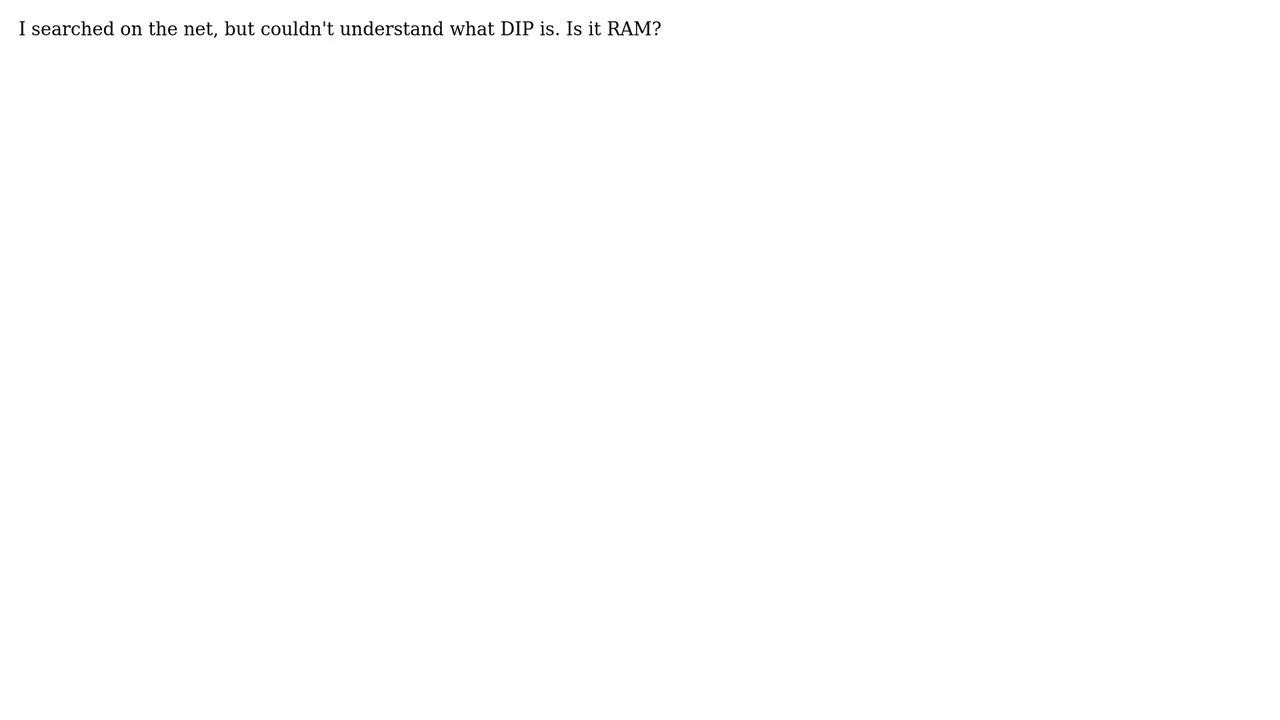 I searched on the net, but couldn't understand what DIP is. Is it RAM?